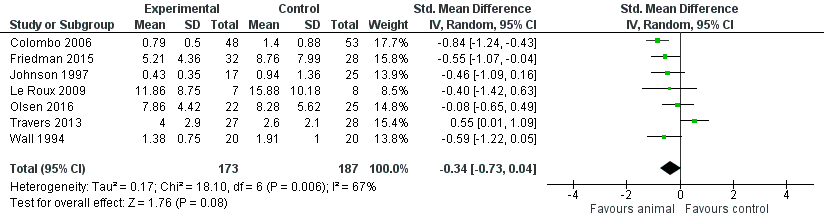 Experimental Control Std. Mean Difference Std. Mean Difference
Study or Subgroup Mean SD Total Mean SD Total Weight IV, Random, 95% CI IV, Random, 95% CI
Colombo 2006 0.79 0.5 48 1.4 0.88 53 17.7% -0.84 [-1.24, -0.43]
Friedman 2015 5.21 4.36 32 8.76 7.99 28 15.8% -0.55 [-1.07, -0.04]
Johnson 1997 0.43 0.35 17 0.94 1.36 25 14.0% -0.46 [-1.09, 0.16]
Le Roux 2009 11.86 8.75 7 15.88 10.18 8 8.5% -0.40 [-1.42, 0.63]
Olsen 2016 7.86 4.42 22 8.28 5.62 25 14.9% -0.08 [-0.65, 0.49]
Travers 2013 4 2.9 27 2.6 2.1 28 15.4% 0.55 [0.01, 1.09]
Wall 1994 1.38 0.75 20 1.91 1 20 13.8% -0.59 [-1.22, 0.05]
Total (95% CI) 173 187 100.0% -0.34 [-0.73, 0.04]
Heterogeneity: Tau² = 0.17; Chi² = 18.10, df = 6 (P = 0.006); I² = 67%
Test for overall effect: Z = 1.76 (P = 0.08)
-4 -2 0 2 4
Favours animal Favours control